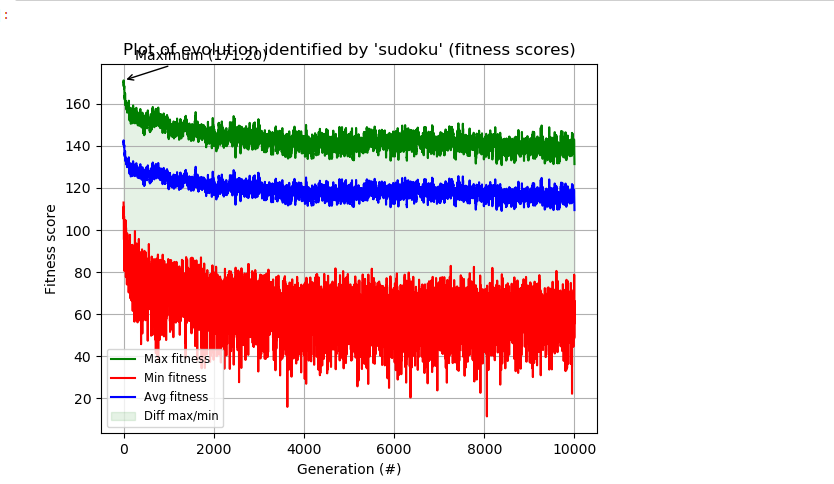 :
Plot of evolution identified by 'sudoku' (fitness scores)
Maximum (171.20)
Fitness score
160
140
120
100
80
60
40
20
Max fitness
Min fitness
Avg fitness
Diff max/min
0 2000 4000 6000 8000 10000
Generation (#)